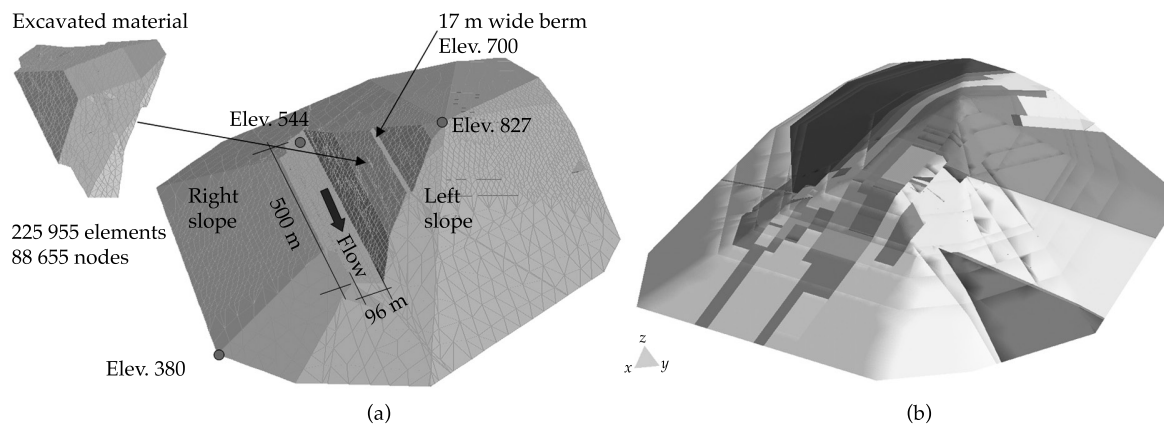 Excavated material
17 m wide berm
Elev. 700
Elev. 544
Elev. 827
Right
slope
Left
slope
500 m
Flow
225 955 elements
88 655 nodes
96 m
Elev. 380
z
x
y
(a)
(b)